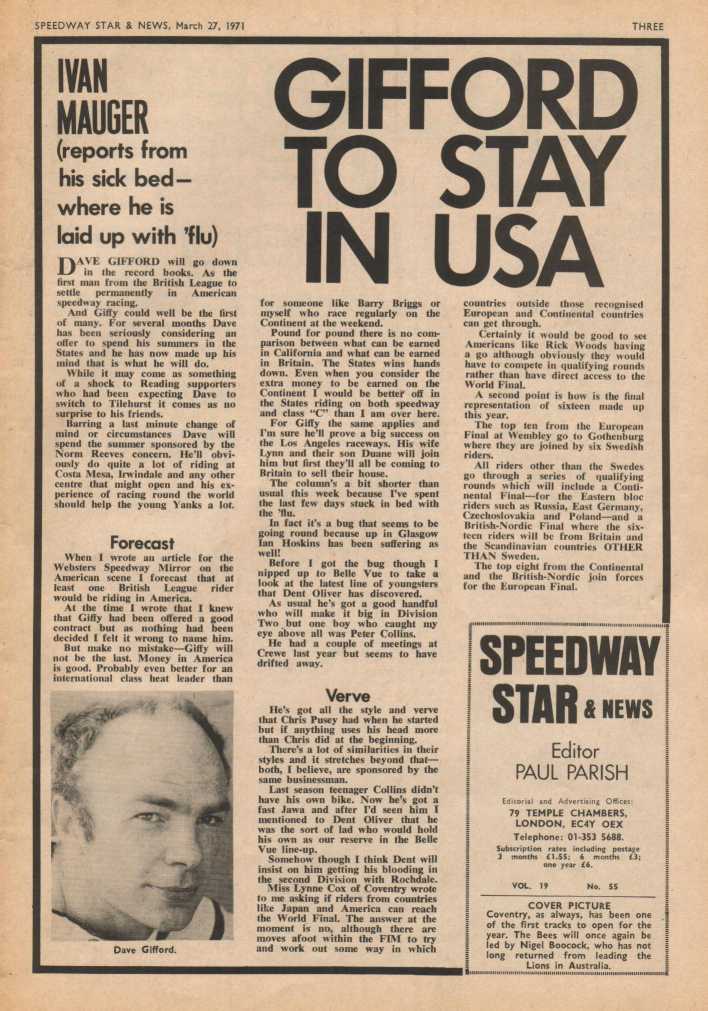 SPEEDWAY STAR & NEWS, March 27, 1971
THREE
IVAN
MAUGER
(reports from
his sick bed—
where he is
laid up with 'flu)
GIFFORD
TO STAY
IN USA
DAVE GIFFORD will go down
in the record books. As the
first man from the British League to
settle permanently in American
speedway racing.
And Giffy could well be the first
of many. For several months Dave
has been seriously considering an
offer to spend his summers in the
States and he has now made up his
mind that is what he will do.
While it may come as something
of a shock to Reading supporters
who had been expecting Dave to
switch to Tilehurst it comes as no
surprise to his friends.
Barring a last minute change of
mind or circumstances Dave will
spend the summer sponsored by the
Norm Reeves concern. He'll obvi-
ously do quite a lot of riding at
Costa Mesa, Irwindale and any other
centre that might open and his ex-
perience of racing round the world
should help the young Yanks a lot.
Forecast
When I wrote an article for the
Websters Speedway Mirror on the
American scene I forecast that at
least one British League rider
would be riding in America.
At the time I wrote that I knew
that Giffy had been offered a good
contract but as nothing had been
decided I felt it wrong to name him.
But make no mistake—Giffy will
not be the last. Money in America
is good. Probably even better for an
international class heat leader than
Dave Gifford.
for someone like Barry Briggs or
myself who race regularly on the
Continent at the weekend.
Pound for pound there is no com-
parison between what can be earned
in California and what can be earned
in Britain. The States wins hands
down. Even when you consider the
extra money to be earned on the
Continent I would be better off in
the States riding on both speedway
and class "C" than I am over here.
For Giffy the same applies and
I'm sure he'll prove a big success on
the Los Angeles raceways. His wife
Lynn and their son Duane will join
him but first they'll all be coming to
Britain to sell their house.
The column's a bit shorter than
usual this week because I've spent
the last few days stuck in bed with
the 'flu.
In fact it's a bug that seems to be
going round because up in Glasgow
Ian Hoskins has been suffering as
well!
Before I got the bug though I
nipped up to Belle Vue to take a
look at the latest line of youngsters
that Dent Oliver has discovered.
As usual he's got a good handful
who will make it big in Division
Two but one boy who caught my
eye above all was Peter Collins.
He had a couple of meetings at
Crewe last year but seems to have
drifted away.
Verve
He's got all the style and verve
that Chris Pusey had when he started
but if anything uses his head more
than Chris did at the beginning.
There's a lot of similarities in their
styles and it stretches beyond that—
both, I believe, are sponsored by the
same businessman.
Last season teenager Collins didn't
have his own bike. Now he's got a
fast Jawa and after I'd seen him I
mentioned to Dent Oliver that he
was the sort of lad who would hold
his own as our reserve in the Belle
Vue line-up.
Somehow though I think Dent will
insist on him getting his blooding in
the second Division with Rochdale.
Miss Lynne Cox of Coventry wrote
to me asking if riders from countries
like Japan and America can reach
the World Final. The answer at the
moment is no, although there are
moves afoot within the FIM to try
and work out some way in which
countries outside those recognised
European and Continental countries
can get through.
Certainly it would be good to see
Americans like Rick Woods having
a go although obviously they would
have to compete in qualifying rounds
rather than have direct access to the
World Final.
A second point is how is the final
representation of sixteen made up
this year.
The top ten from the European
Final at Wembley go to Gothenburg
where they are joined by six Swedish
riders.
All riders other than the Swedes
go through a series of qualifying
rounds which will include a Conti-
nental Final—for the Eastern bloc
riders such as Russia, East Germany,
Czechoslovakia and Poland—and a
British-Nordic Final where the six-
teen riders will be from Britain and
the Scandinavian countries OTHER
THAN Sweden.
The top eight from the Continental
and the British-Nordic join forces
for the European Final.
SPEEDWAY
STAR & NEWS
Editor
PAUL PARISH
Editorial and Advertising Offices:
79 TEMPLE CHAMBERS,
LONDON, EC4Y OEX
Telephone: 01-353 5688.
Subscription rates including postage
3 months £1.55; 6 months £3;
one year £6.
VOL. 19 No. 55
COVER PICTURE
Coventry, as always, has been one
of the first tracks to open for the
year. The Bees will once again be
led by Nigel Boocock, who has not
long returned from leading the
Lions in Australia.